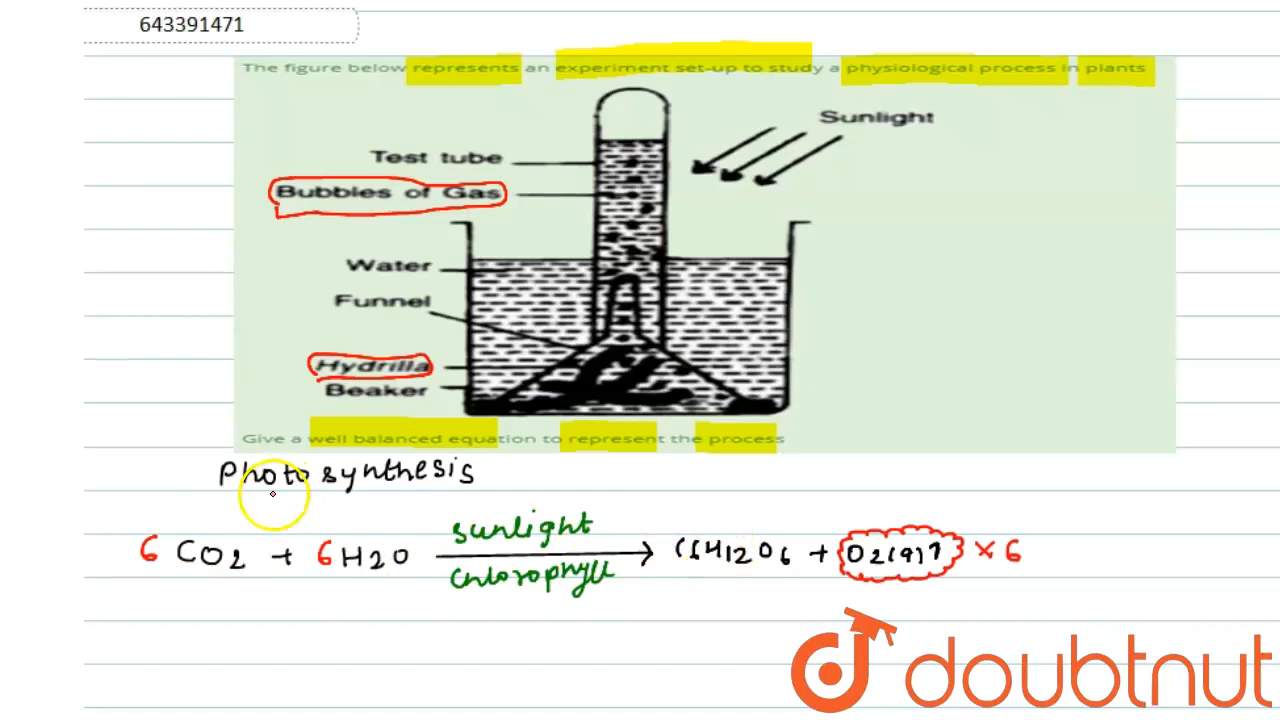 643391471
The figure below represents an experiment set-up to study a physiological process in plants
Sunlight
Test tube
Bubbles of Gas
Water
Funnel
Hydrilla
Beaker
Give a well balanced equation to represent the process
Photosynthesis
sunlight
6 CO2 + 6 H2O → C6H12O6 + O2(g)↑ × 6
chlorophyll
doubtnut